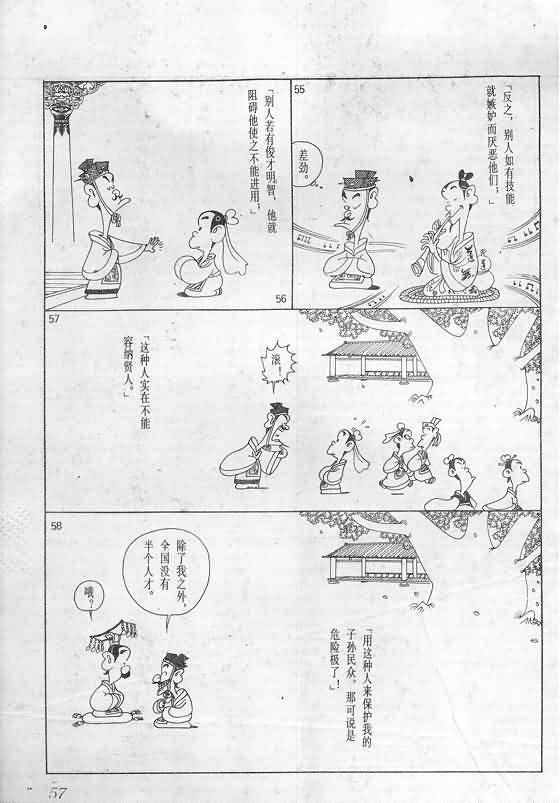 55
「反之，别人如有技能
就嫉妒而厌恶他们；」
差劲。
「别人若有俊才明智，他就
阻碍他使之不能进用；」
56
57
滚！
「这种人实在不能
容纳贤人。」
58
除了我之外，
全国没有
半个人才。
哦？
「用这种人来保护我的
子孙民众。那可说是
危险极了！」
57